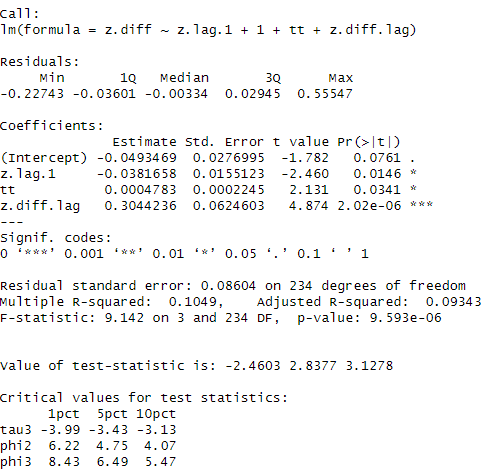 Call:
lm(formula = z.diff ~ z.lag.1 + 1 + tt + z.diff.lag)
Residuals:
Min 1Q Median 3Q Max
-0.22743 -0.03601 -0.00334 0.02945 0.55547
Coefficients:
Estimate Std. Error t value Pr(>|t|)
(Intercept) -0.0493469 0.0276995 -1.782 0.0761 .
z.lag.1 -0.0381658 0.0155123 -2.460 0.0146 *
tt 0.0004783 0.0002245 2.131 0.0341 *
z.diff.lag 0.3044236 0.0624603 4.874 2.02e-06 ***
---
Signif. codes:
0 ‘***’ 0.001 ‘**’ 0.01 ‘*’ 0.05 ‘.’ 0.1 ‘ ’ 1
Residual standard error: 0.08604 on 234 degrees of freedom
Multiple R-squared: 0.1049, Adjusted R-squared: 0.09343
F-statistic: 9.142 on 3 and 234 DF, p-value: 9.593e-06
Value of test-statistic is: -2.4603 2.8377 3.1278
Critical values for test statistics:
1pct 5pct 10pct
tau3 -3.99 -3.43 -3.13
phi2 6.22 4.75 4.07
phi3 8.43 6.49 5.47